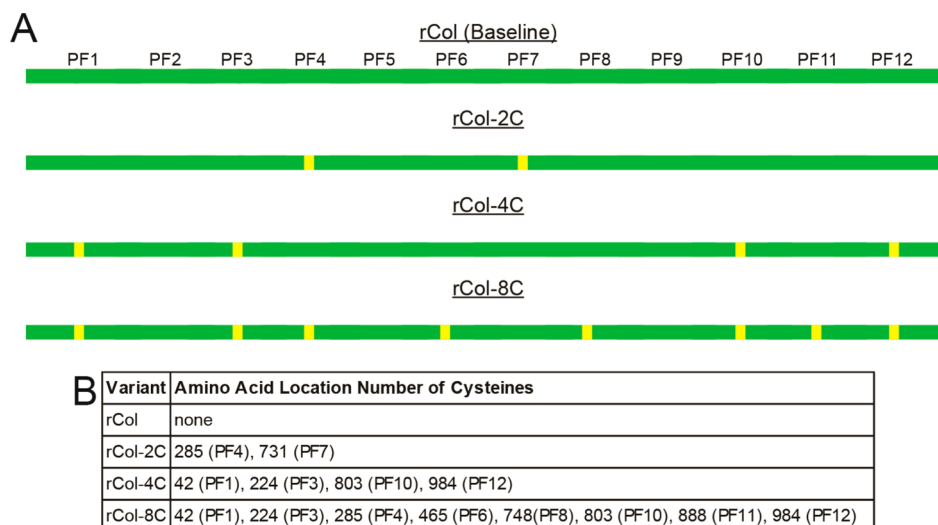 A
rCol (Baseline)
PF1 PF2 PF3 PF4 PF5 PF6 PF7 PF8 PF9 PF10 PF11 PF12
rCol-2C
rCol-4C
rCol-8C
B
Variant Amino Acid Location Number of Cysteines
rCol none
rCol-2C 285 (PF4), 731 (PF7)
rCol-4C 42 (PF1), 224 (PF3), 803 (PF10), 984 (PF12)
rCol-8C 42 (PF1), 224 (PF3), 285 (PF4), 465 (PF6), 748(PF8), 803 (PF10), 888 (PF11), 984 (PF12)